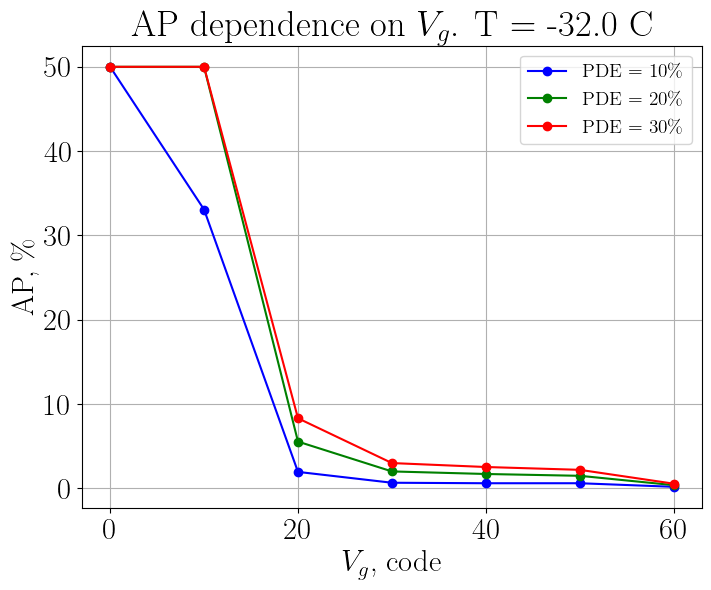 AP dependence on V_g. T = -32.0 C
PDE = 10%
PDE = 20%
PDE = 30%
AP, %
50
40
30
20
10
0
0 20 40 60
V_g, code